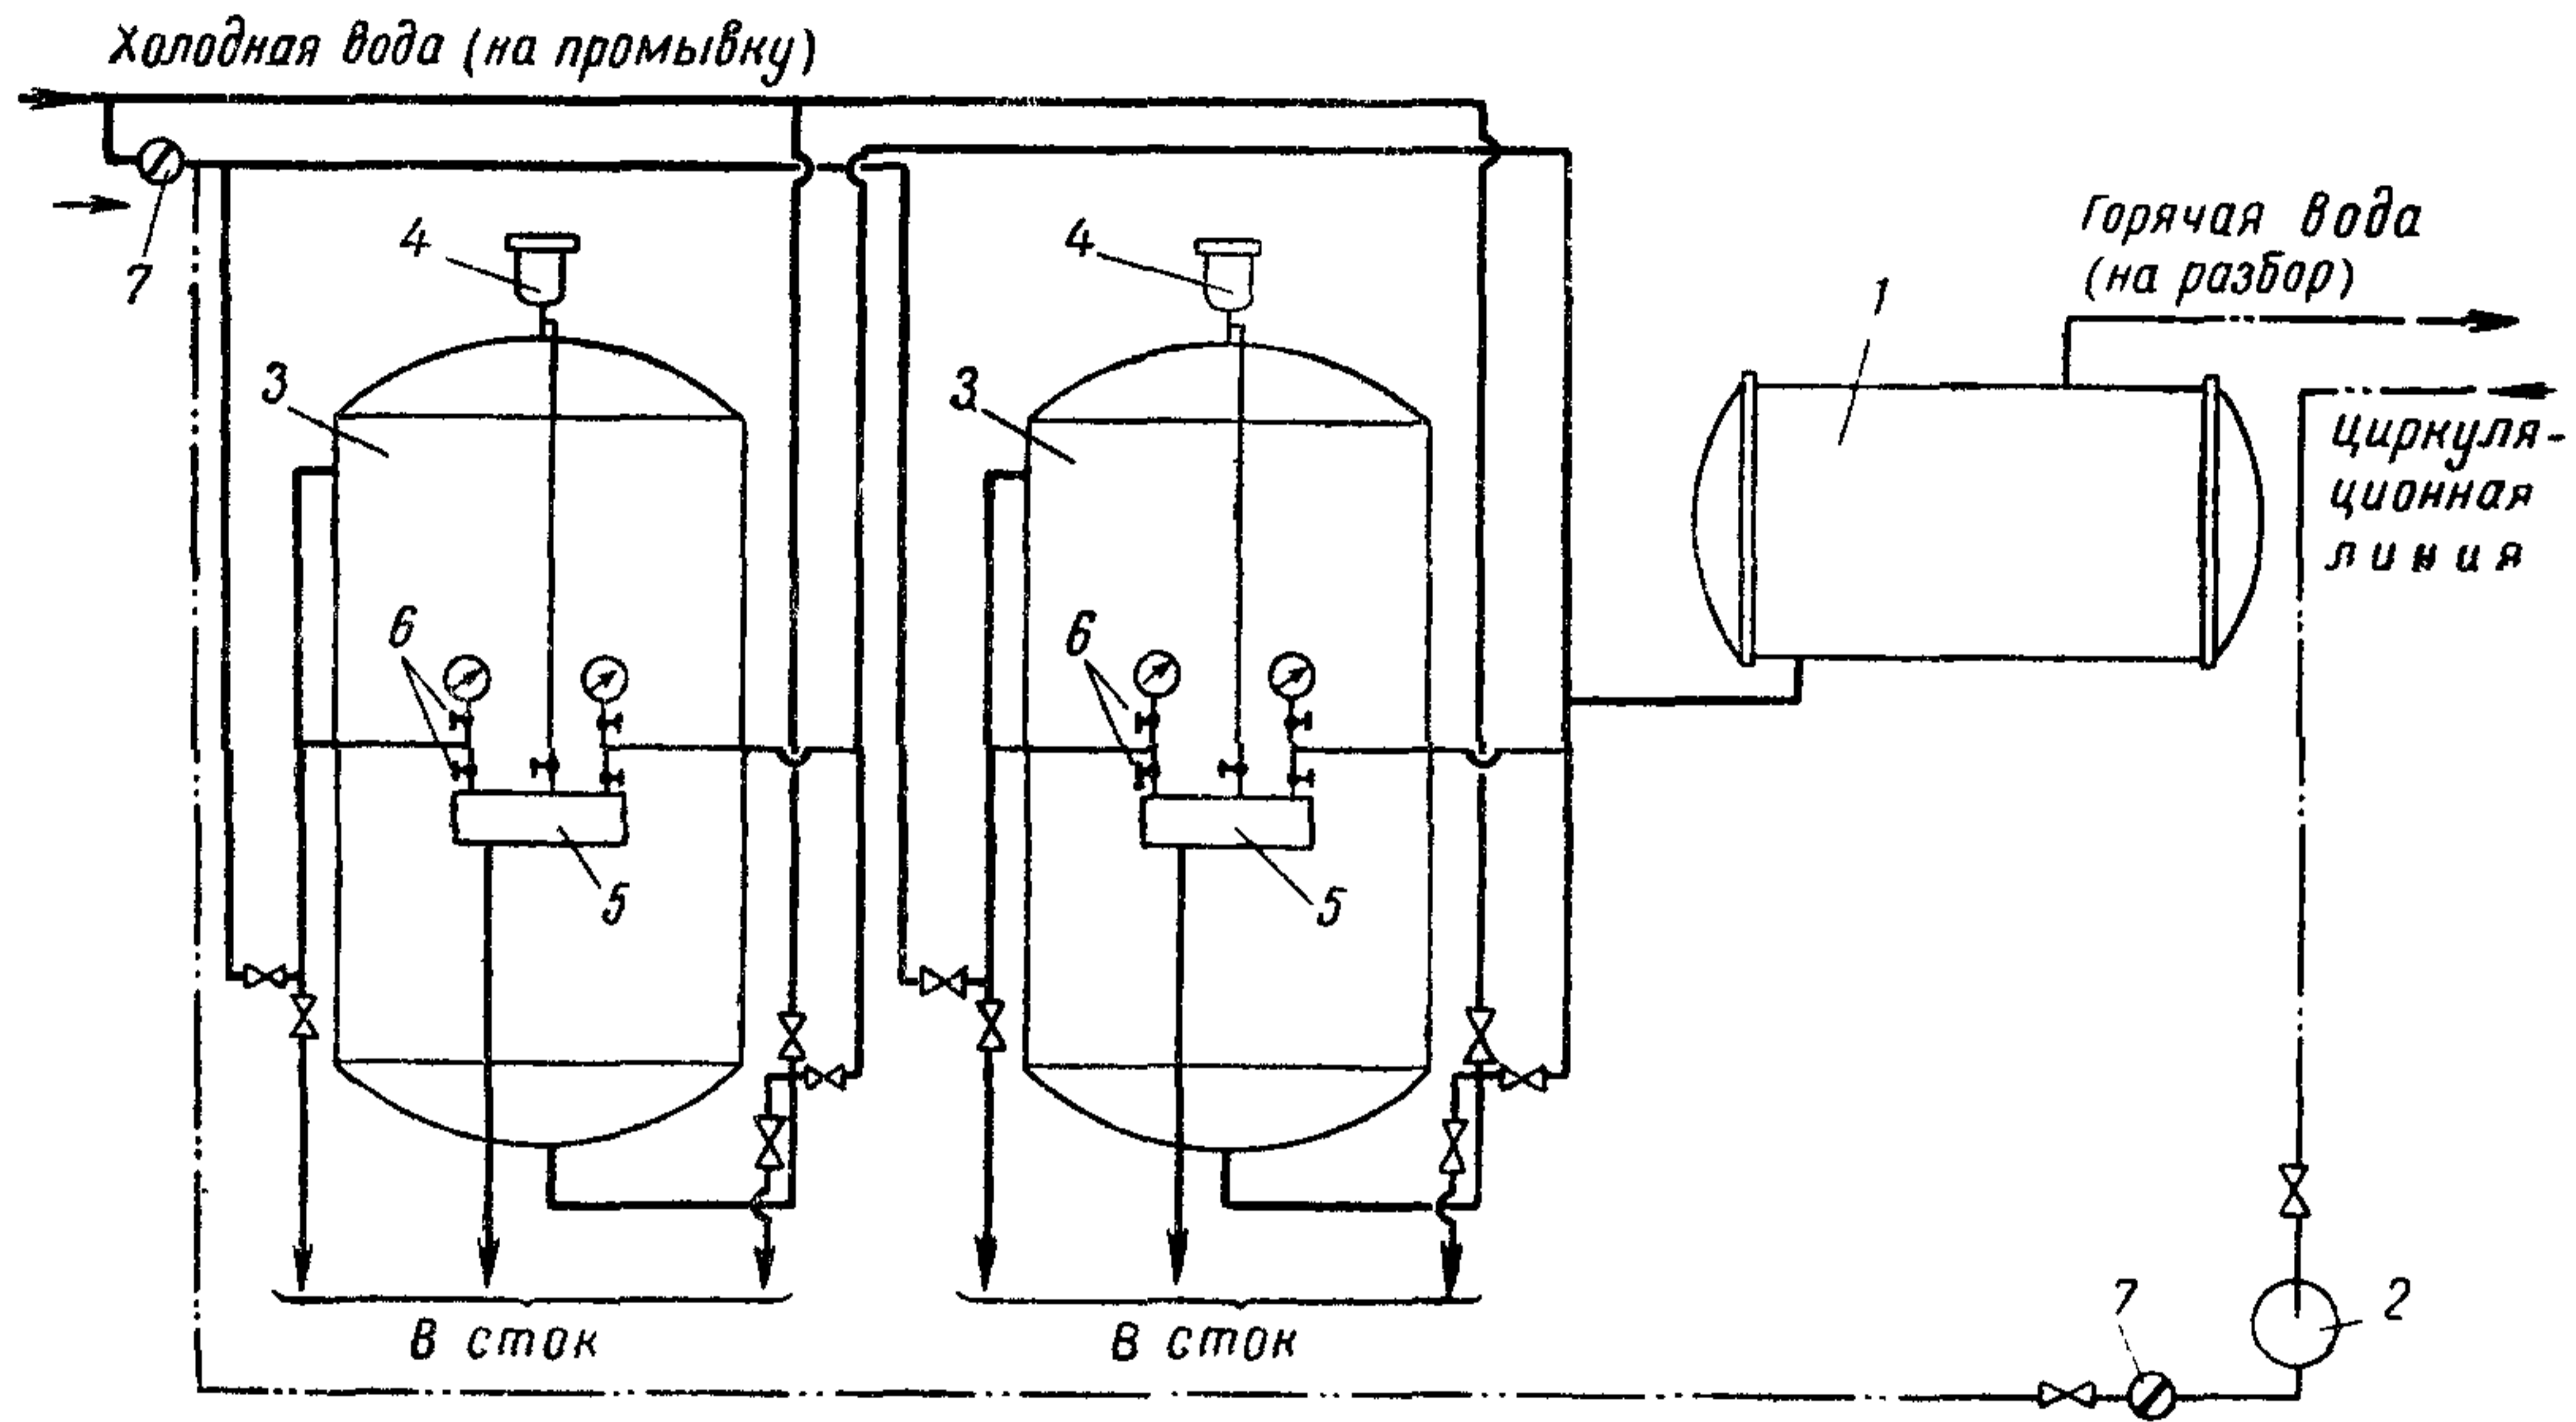 Холодная вода (на промывку)
7
4
4
Горячая вода
(на разбор)
1
3
3
Циркуля-
ционная
линия
6
6
5
5
В сток
В сток
7
2